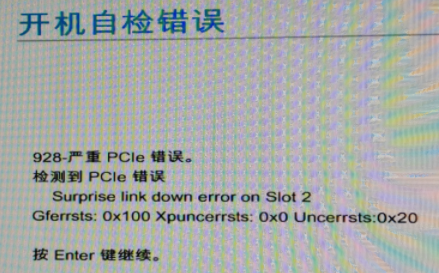 开机自检错误
928-严重 PCIe 错误。
检测到 PCIe 错误
Surprise link down error on Slot 2
Gferrsts: 0x100 Xpuncerrsts: 0x0 Uncerrsts:0x20
按 Enter 键继续。